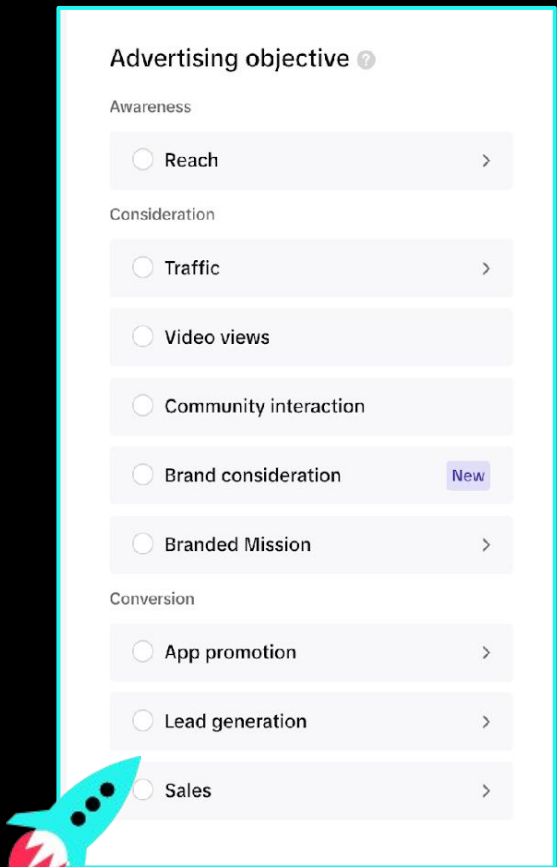 Advertising objective ?
Awareness
Reach
Consideration
Traffic
Video views
Community interaction
Brand consideration New
Branded Mission
Conversion
App promotion
Lead generation
Sales